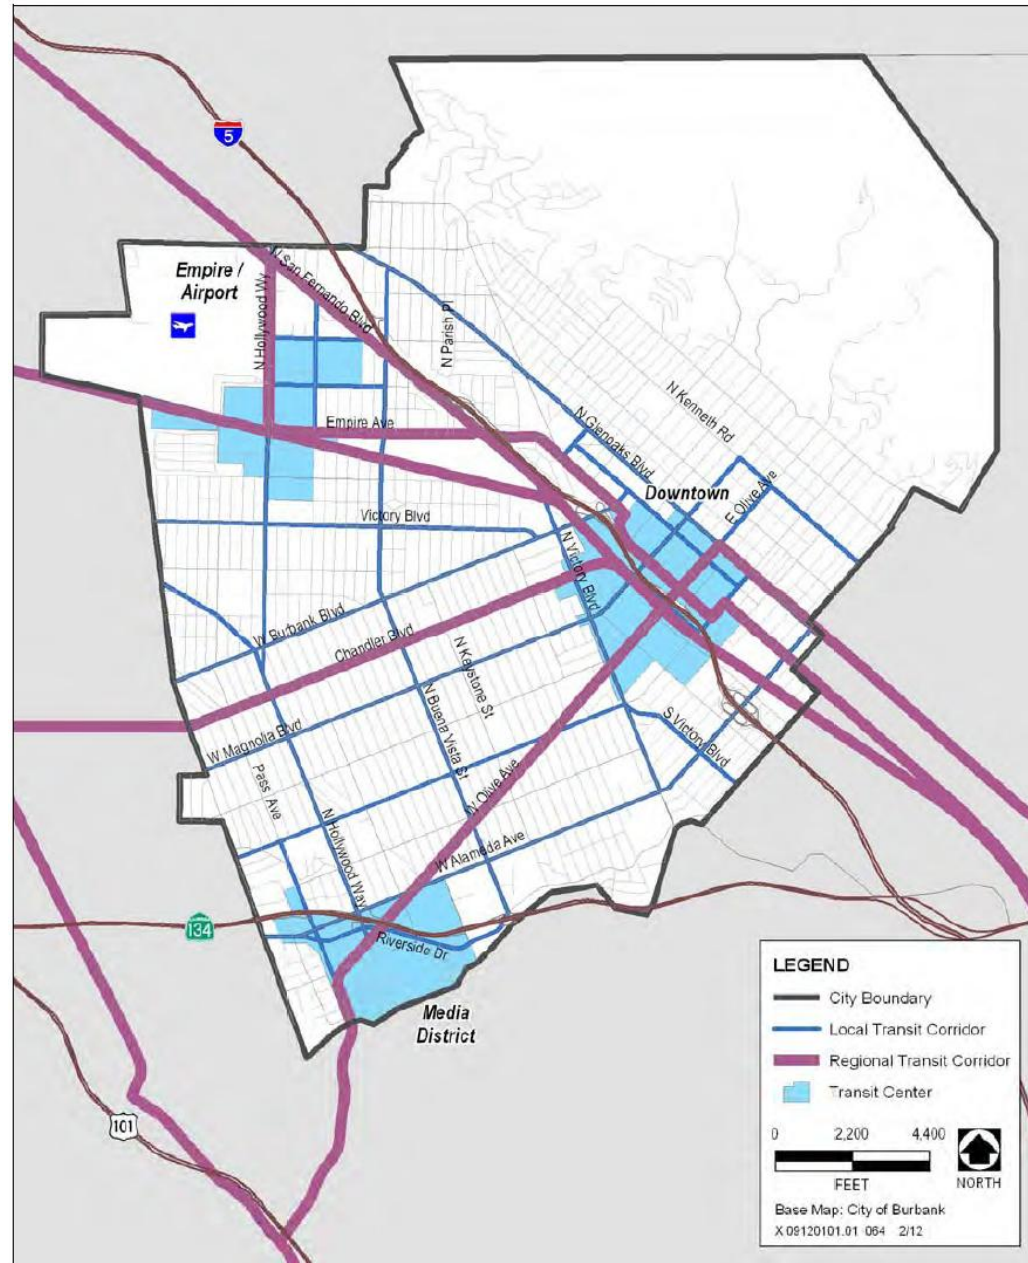 5
Empire /
Airport
N San Fernando Blvd
N Hollywood Wy
N Parish Pl
N Kenneth Rd
Empire Ave
N Glenoaks Blvd
Downtown
E Olive Ave
Victory Blvd
N Victory Blvd
W Burbank Blvd
Chandler Blvd
N Keystone St
N Buena Vista St
W Magnolia Blvd
S Victory Blvd
Pass Ave
W Olive Ave
N Hollywood Way
W Alameda Ave
134
Riverside Dr
Media
District
101
LEGEND
City Boundary
Local Transit Corridor
Regional Transit Corridor
Transit Center
0 2,200 4,400
FEET
NORTH
Base Map: City of Burbank
X 09120101.01 064 2/12